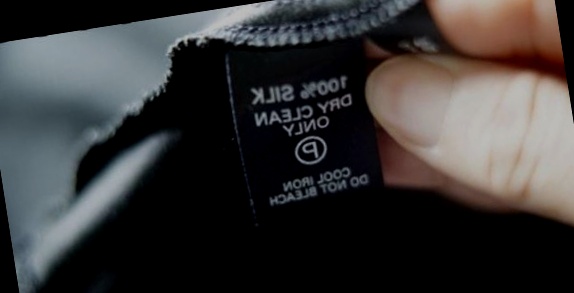 100% SILK
DRY CLEAN
ONLY
P
COOL IRON
DO NOT BLEACH